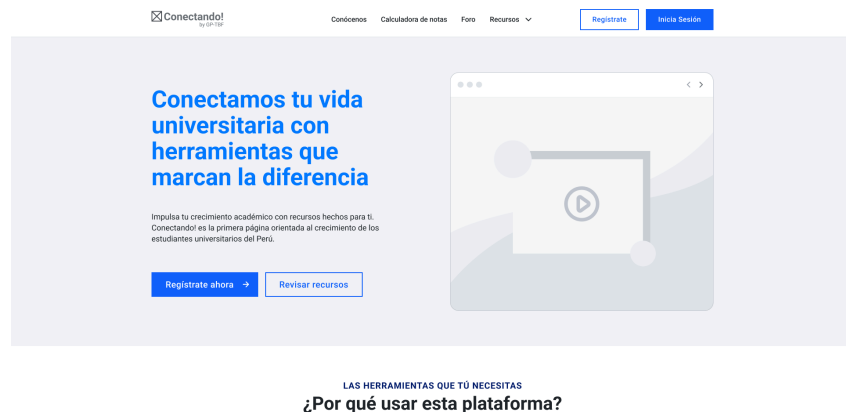 Conectando!
by GP-TBF
Conócenos Calculadora de notas Foro Recursos Regístrate Inicia Sesión
Conectamos tu vida
universitaria con
herramientas que
marcan la diferencia
Impulsa tu crecimiento académico con recursos hechos para ti.
Conectando! es la primera página orientada al crecimiento de los
estudiantes universitarios del Perú.
Regístrate ahora Revisar recursos
LAS HERRAMIENTAS QUE TÚ NECESITAS
¿Por qué usar esta plataforma?